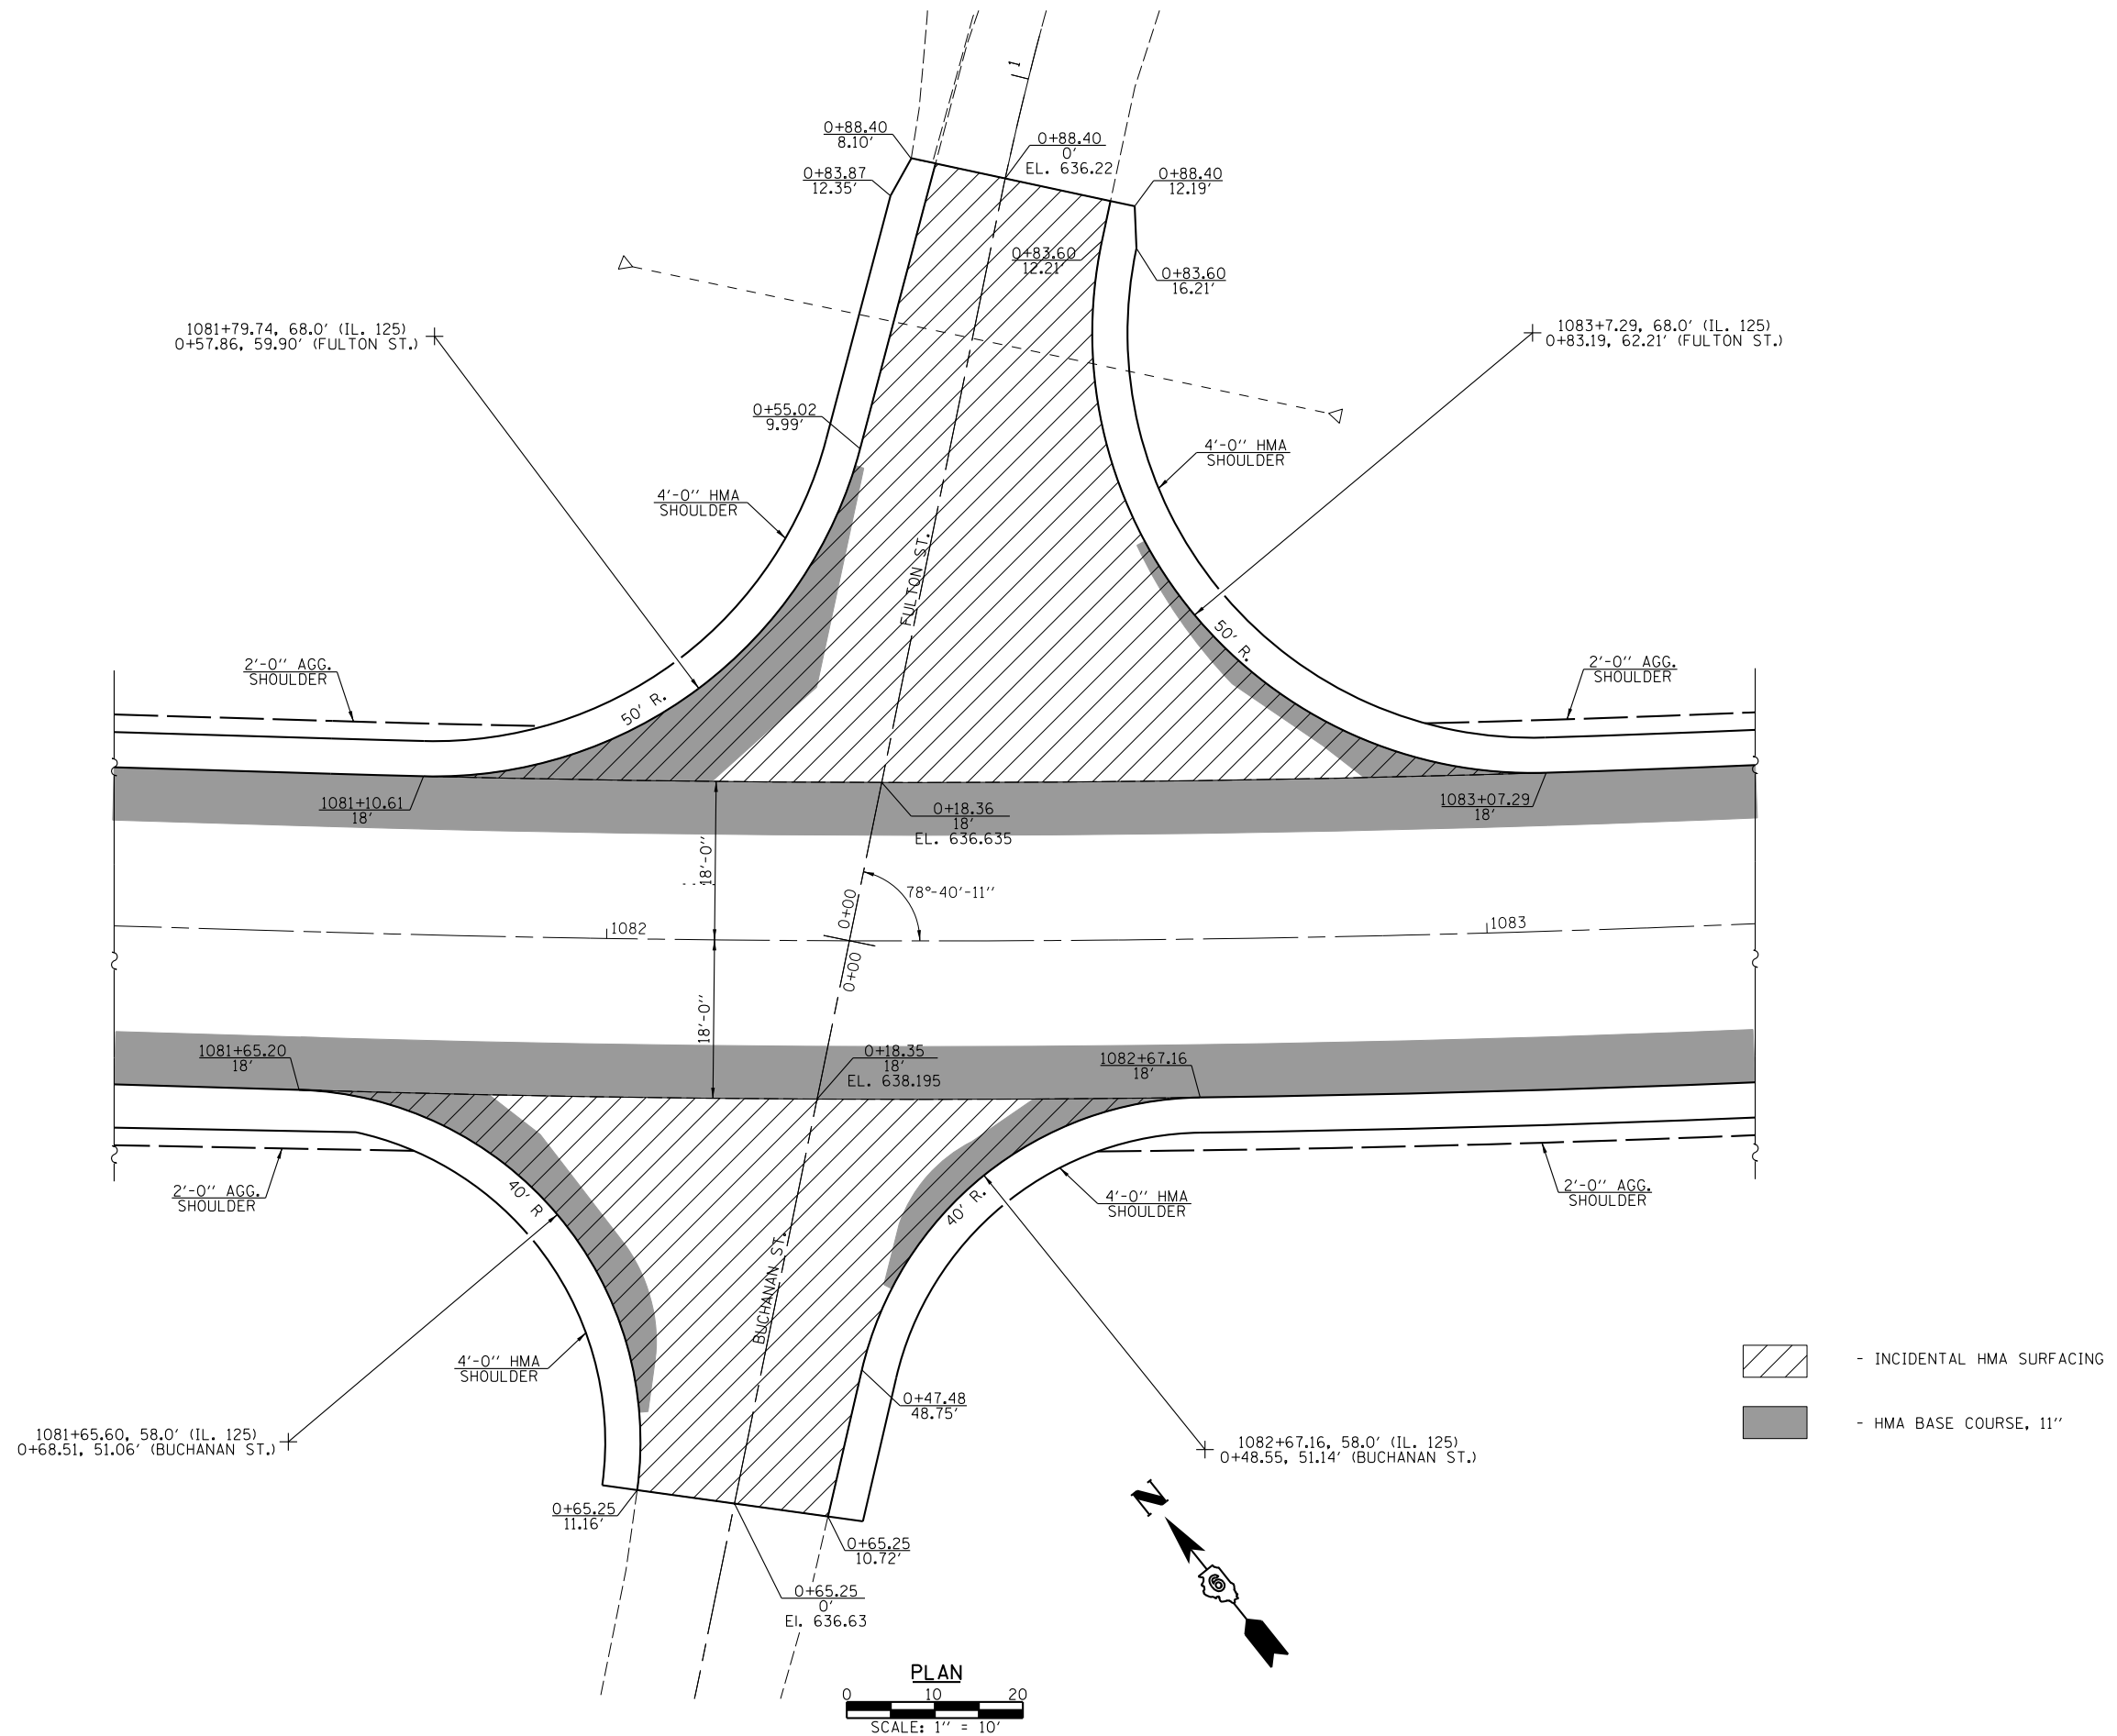 1
0+88.40
8.10'
0+88.40
0'
EL. 636.22
0+83.87
12.35'
0+88.40
12.19'
0+83.60
12.21'
0+83.60
16.21'
1081+79.74, 68.0' (IL. 125)
0+57.86, 59.90' (FULTON ST.)
1083+7.29, 68.0' (IL. 125)
0+83.19, 62.21' (FULTON ST.)
0+55.02
9.99'
4'-0'' HMA
SHOULDER
4'-0'' HMA
SHOULDER
FULTON ST.
50' R.
50' R.
2'-0'' AGG.
SHOULDER
2'-0'' AGG.
SHOULDER
1081+10.61
18'
0+18.36
18'
EL. 636.635
1083+07.29
18'
18'-0''
78°-40'-11''
0+00
1082
1083
0+00
18'-0''
1081+65.20
18'
0+18.35
18'
EL. 638.195
1082+67.16
18'
2'-0'' AGG.
SHOULDER
40' R
40' R.
4'-0'' HMA
SHOULDER
2'-0'' AGG.
SHOULDER
BUCHANAN ST.
4'-0'' HMA
SHOULDER
0+47.48
48.75'
1081+65.60, 58.0' (IL. 125)
0+68.51, 51.06' (BUCHANAN ST.)
1082+67.16, 58.0' (IL. 125)
0+48.55, 51.14' (BUCHANAN ST.)
- INCIDENTAL HMA SURFACING
- HMA BASE COURSE, 11''
0+65.25
11.16'
0+65.25
10.72'
0+65.25
0'
El. 636.63
N
6
PLAN
0 10 20
SCALE: 1'' = 10'